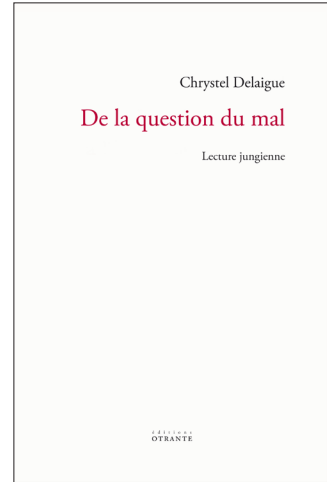 Chrystel Delaigue
De la question du mal
Lecture jungienne
éditions
OTRANTE